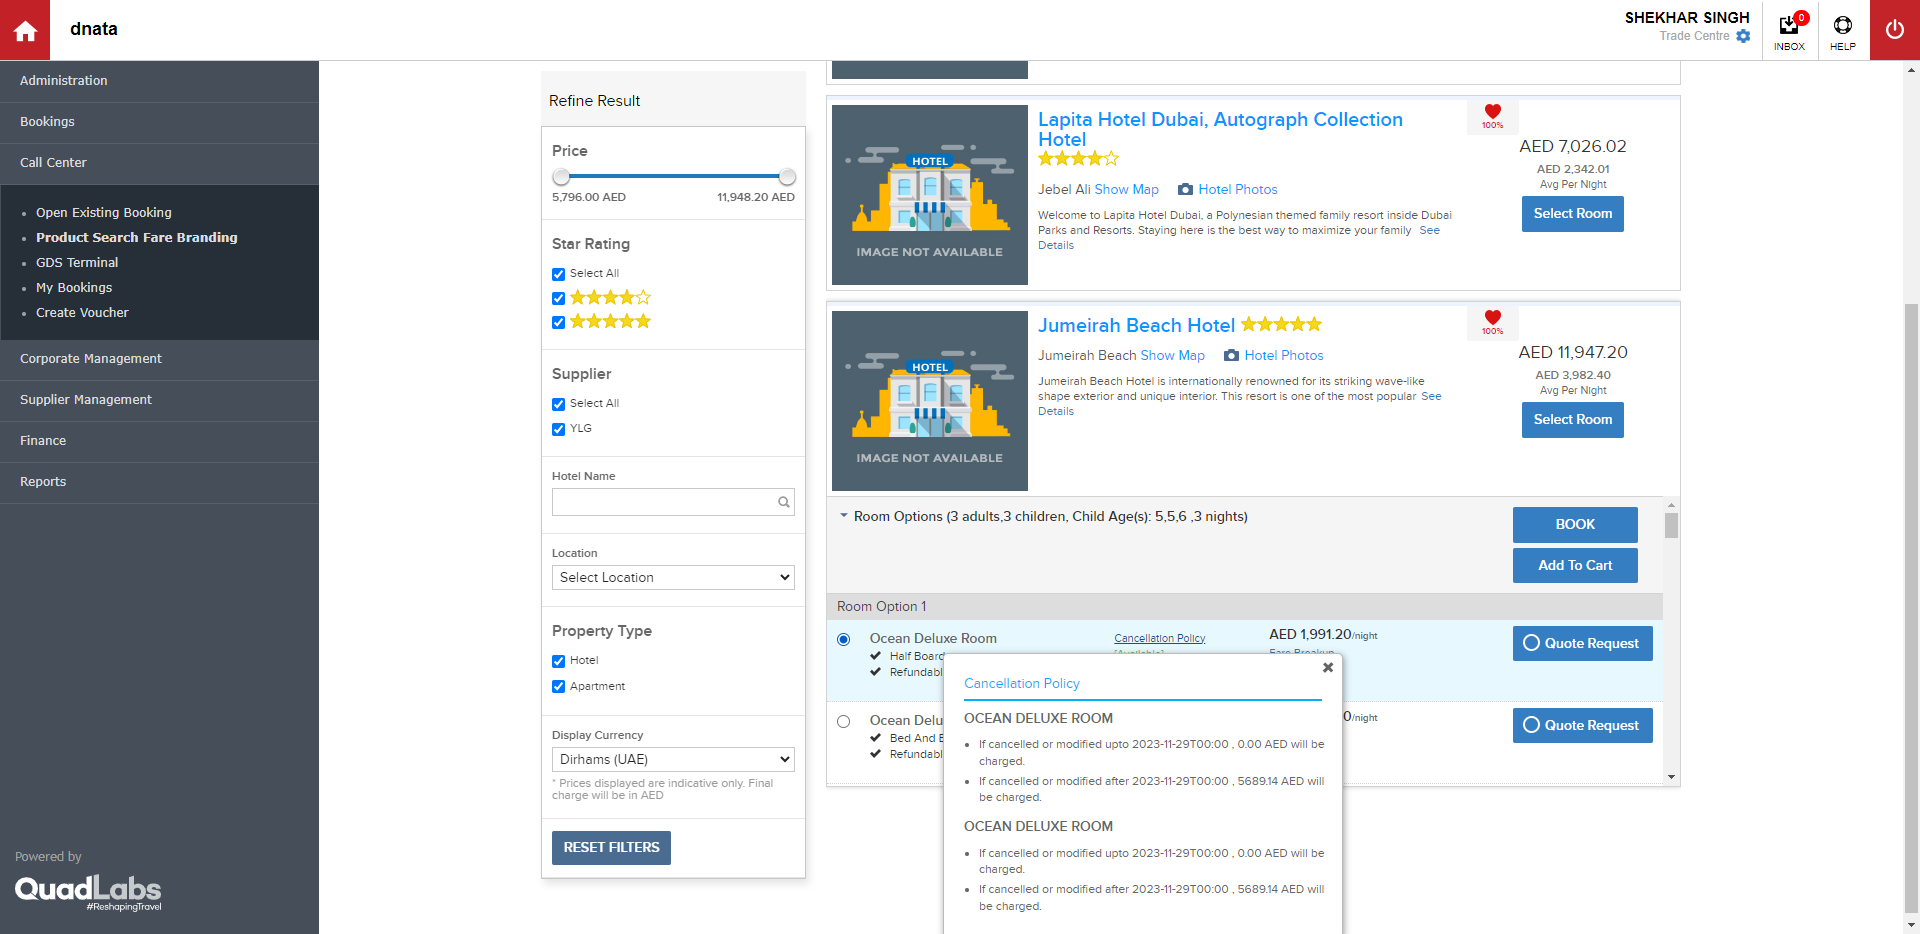 dnata
SHEKHAR SINGH
Trade Centre
0
INBOX
HELP
Administration
Bookings
Call Center
Open Existing Booking
Product Search Fare Branding
GDS Terminal
My Bookings
Create Voucher
Corporate Management
Supplier Management
Finance
Reports
Powered by
QuadLabs
#ReshapingTravel
Refine Result
Price
5,796.00 AED
11,948.20 AED
Star Rating
Select All
Supplier
Select All
YLG
Hotel Name
Location
Select Location
Property Type
Hotel
Apartment
Display Currency
Dirhams (UAE)
* Prices displayed are indicative only. Final
charge will be in AED
RESET FILTERS
HOTEL
IMAGE NOT AVAILABLE
Lapita Hotel Dubai, Autograph Collection
Hotel
Jebel Ali Show Map Hotel Photos
Welcome to Lapita Hotel Dubai, a Polynesian themed family resort inside Dubai
Parks and Resorts. Staying here is the best way to maximize your family See
Details
100%
AED 7,026.02
AED 2,342.01
Avg Per Night
Select Room
HOTEL
IMAGE NOT AVAILABLE
Jumeirah Beach Hotel
Jumeirah Beach Show Map Hotel Photos
Jumeirah Beach Hotel is internationally renowned for its striking wave-like
shape exterior and unique interior. This resort is one of the most popular See
Details
100%
AED 11,947.20
AED 3,982.40
Avg Per Night
Select Room
Room Options (3 adults,3 children, Child Age(s): 5,5,6 ,3 nights)
BOOK
Add To Cart
Room Option 1
Ocean Deluxe Room
Half Board
Refundabl
Cancellation Policy
[Available]
AED 1,991.20/night
Fare Breakup
Quote Request
Ocean Delu
Bed And B
Refundabl
0/night
Quote Request
Cancellation Policy
OCEAN DELUXE ROOM
If cancelled or modified upto 2023-11-29T00:00 , 0.00 AED will be
charged.
If cancelled or modified after 2023-11-29T00:00 , 5689.14 AED will
be charged.
OCEAN DELUXE ROOM
If cancelled or modified upto 2023-11-29T00:00 , 0.00 AED will be
charged.
If cancelled or modified after 2023-11-29T00:00 , 5689.14 AED will
be charged.